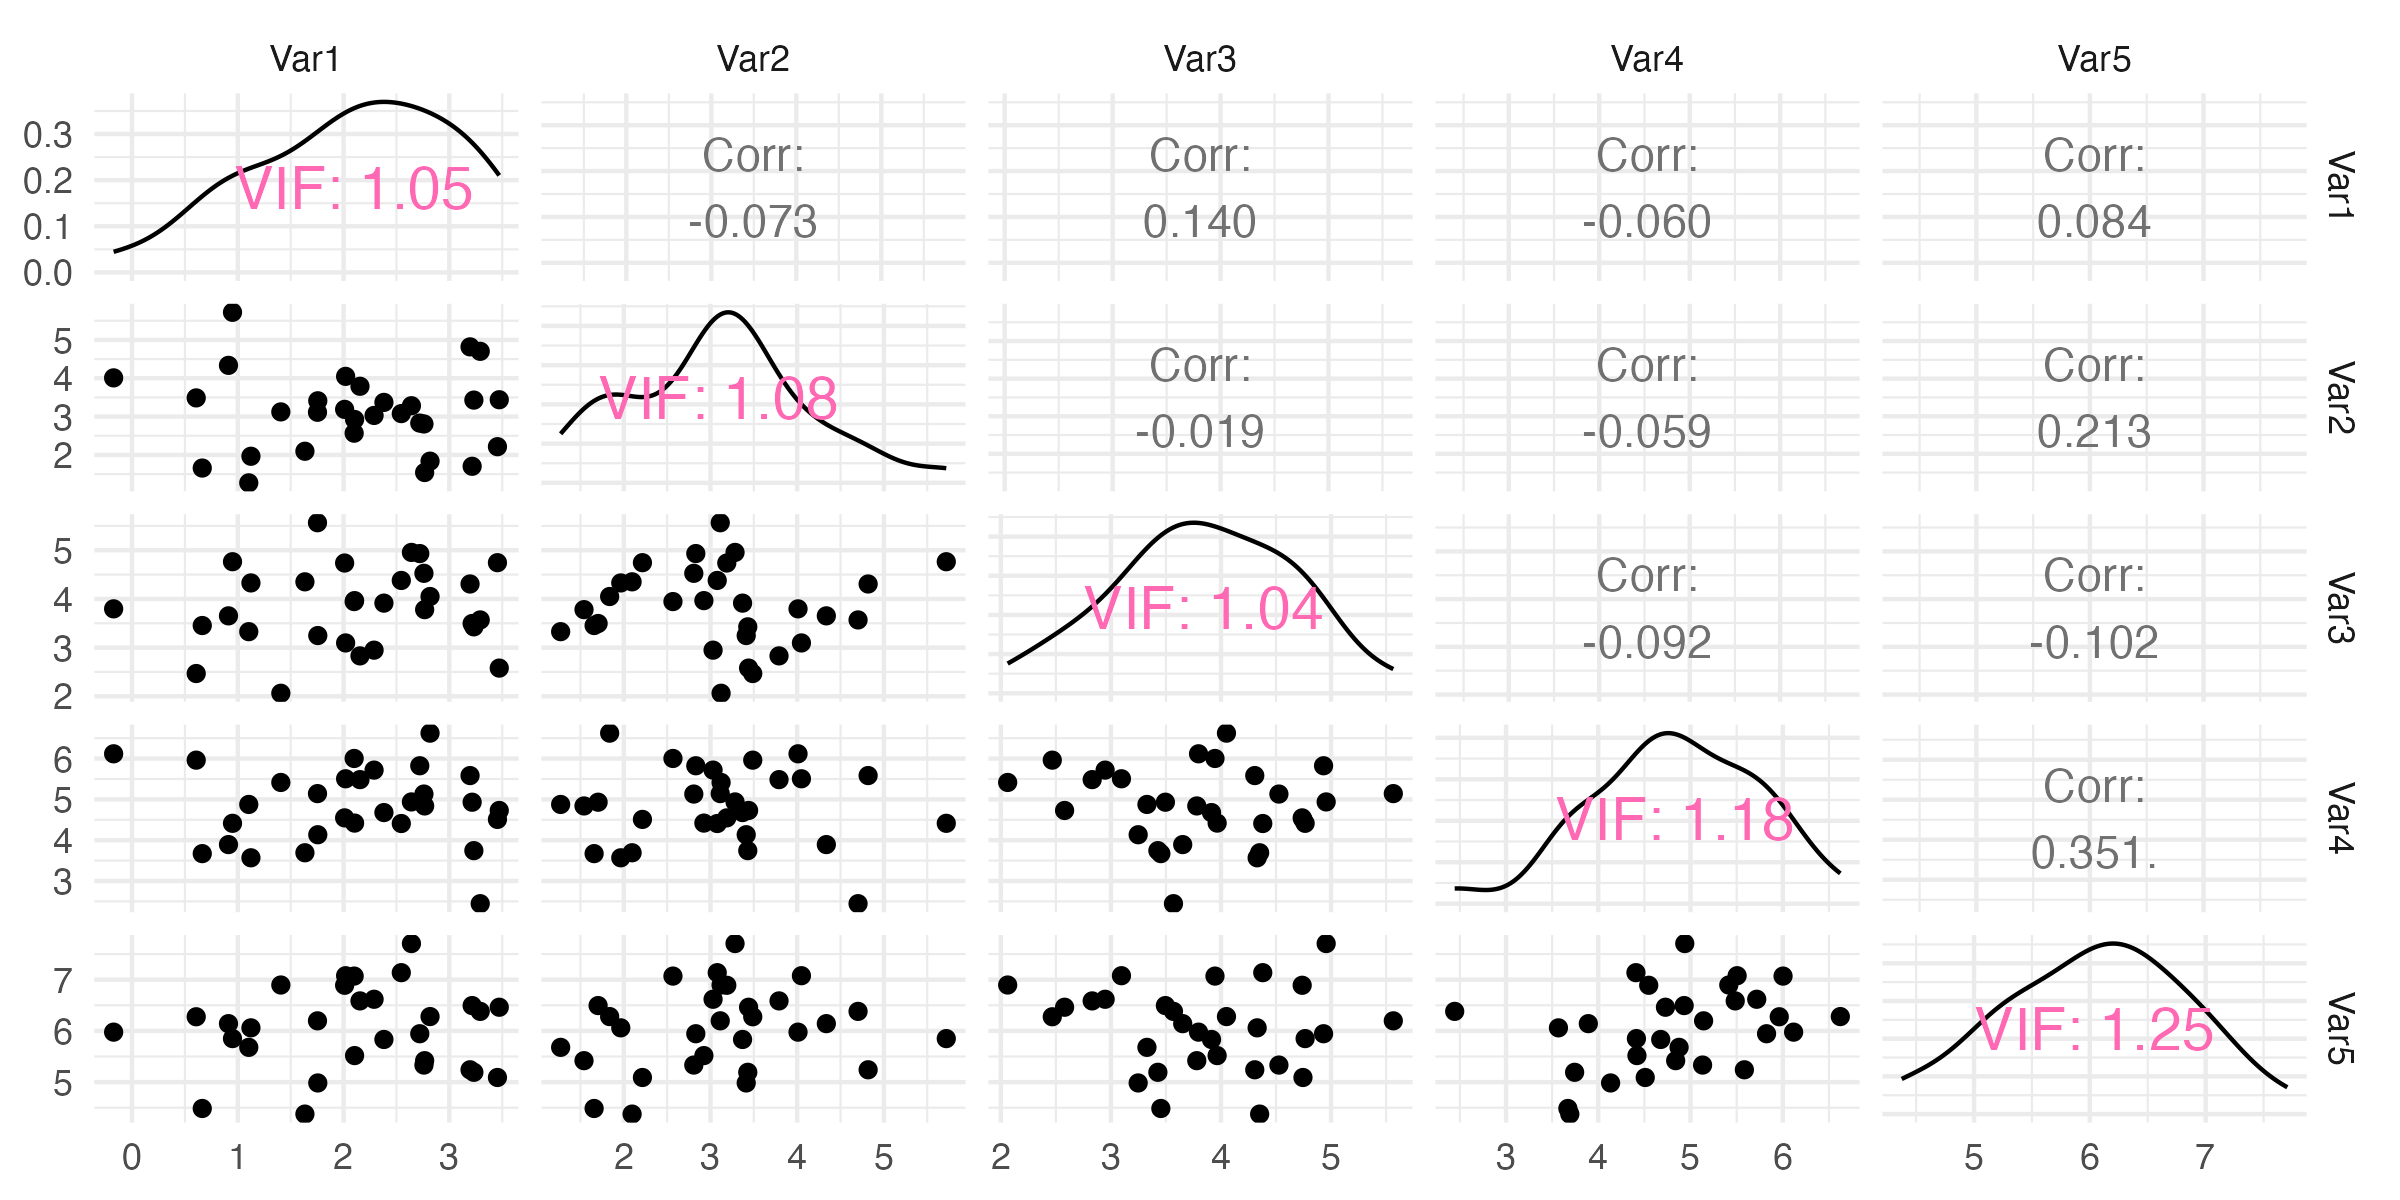 Var1 Var2 Var3 Var4 Var5
0.3
0.2
0.1
0.0
VIF: 1.05
Corr:
-0.073
Corr:
0.140
Corr:
-0.060
Corr:
0.084
Var1
5
4
3
2
VIF: 1.08
Corr:
-0.019
Corr:
-0.059
Corr:
0.213
Var2
5
4
3
2
VIF: 1.04
Corr:
-0.092
Corr:
-0.102
Var3
6
5
4
3
VIF: 1.18
Corr:
0.351.
Var4
7
6
5
VIF: 1.25
Var5
0 1 2 3 2 3 4 5 2 3 4 5 3 4 5 6 5 6 7